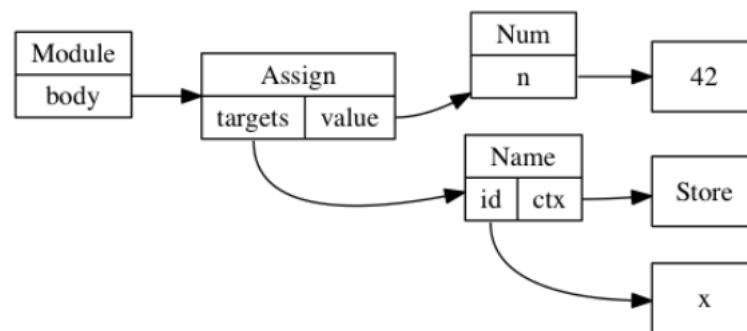 Module
body
Assign
targets value
Num
n
42
Name
id ctx
Store
x